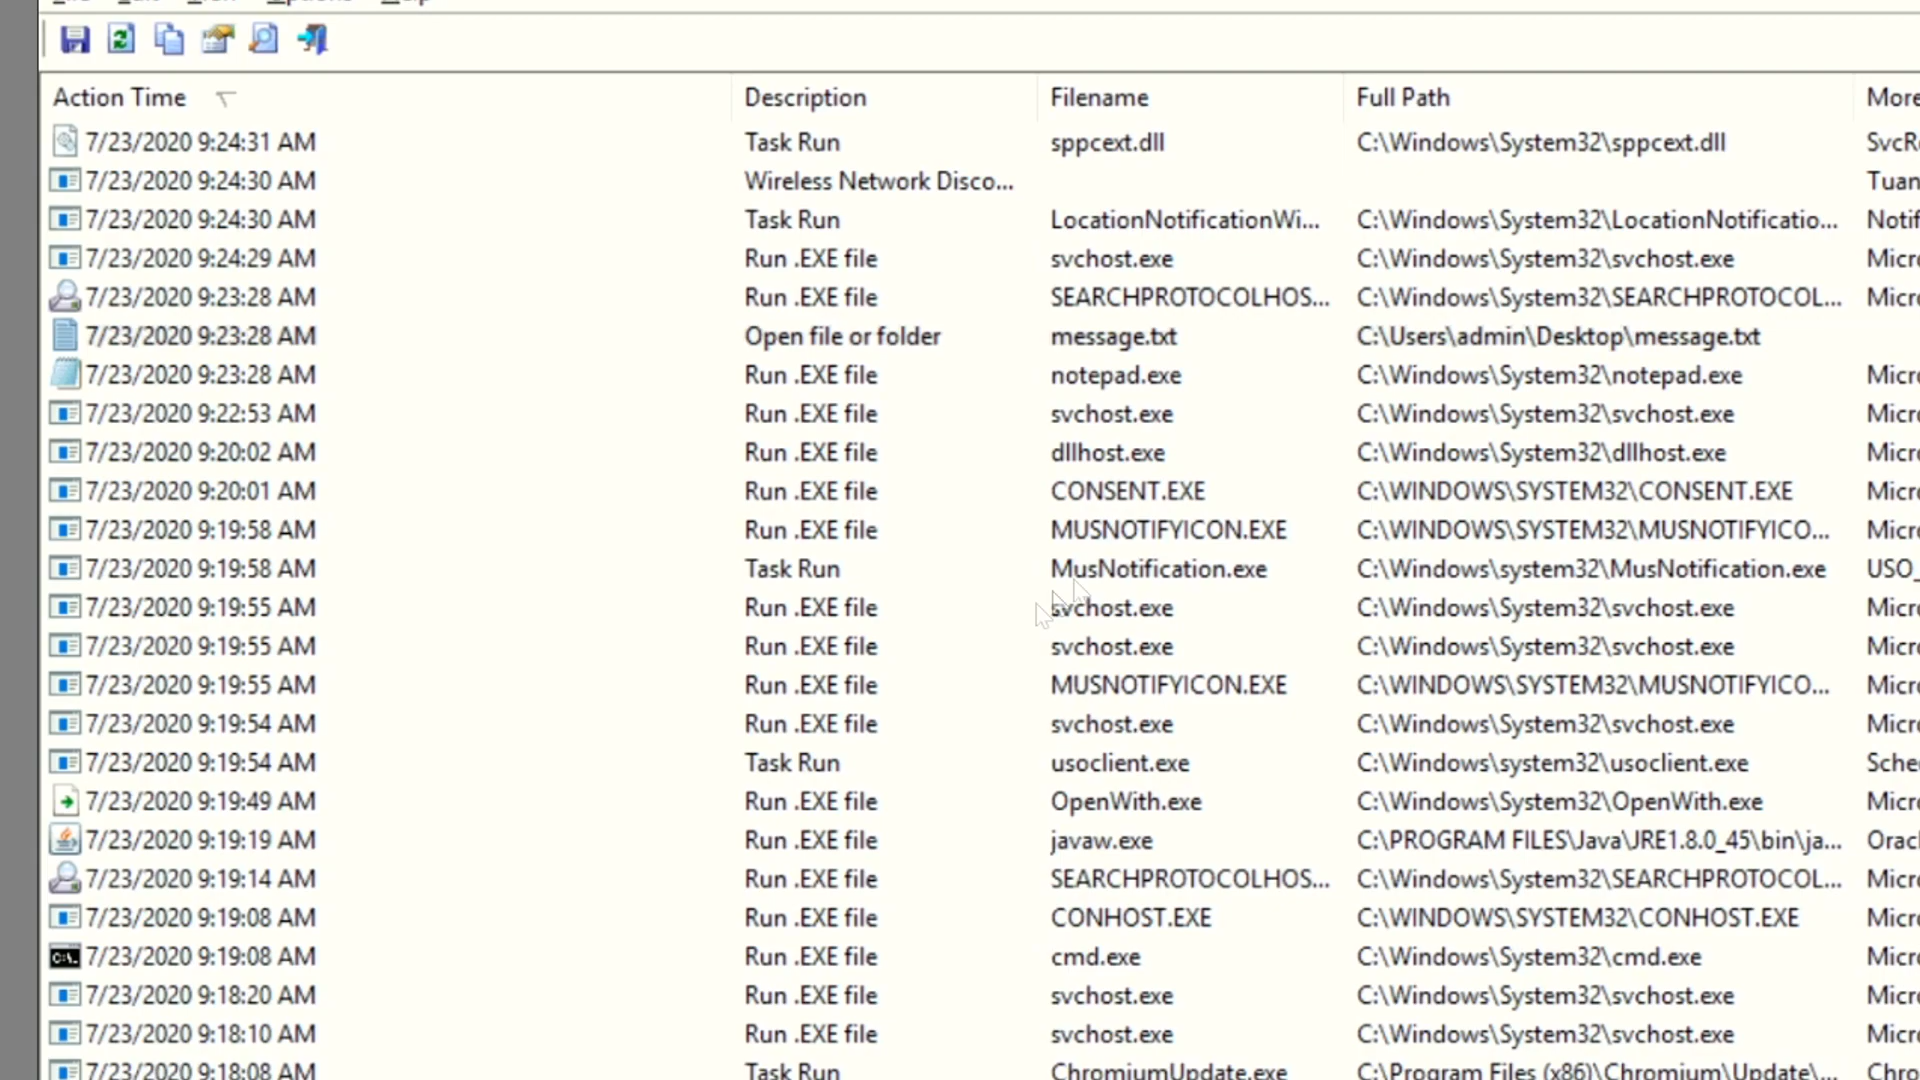 Action Time Description Filename Full Path More
7/23/2020 9:24:31 AM Task Run sppcext.dll C:\Windows\System32\sppcext.dll SvcR
7/23/2020 9:24:30 AM Wireless Network Disco... Tuan
7/23/2020 9:24:30 AM Task Run LocationNotificationWi... C:\Windows\System32\LocationNotificatio... Notif
7/23/2020 9:24:29 AM Run .EXE file svchost.exe C:\Windows\System32\svchost.exe Micro
7/23/2020 9:23:28 AM Run .EXE file SEARCHPROTOCOLHOS... C:\Windows\System32\SEARCHPROTOCOL... Micro
7/23/2020 9:23:28 AM Open file or folder message.txt C:\Users\admin\Desktop\message.txt
7/23/2020 9:23:28 AM Run .EXE file notepad.exe C:\Windows\System32\notepad.exe Micro
7/23/2020 9:22:53 AM Run .EXE file svchost.exe C:\Windows\System32\svchost.exe Micro
7/23/2020 9:20:02 AM Run .EXE file dllhost.exe C:\Windows\System32\dllhost.exe Micro
7/23/2020 9:20:01 AM Run .EXE file CONSENT.EXE C:\WINDOWS\SYSTEM32\CONSENT.EXE Micro
7/23/2020 9:19:58 AM Run .EXE file MUSNOTIFYICON.EXE C:\WINDOWS\SYSTEM32\MUSNOTIFYICO... Micro
7/23/2020 9:19:58 AM Task Run MusNotification.exe C:\Windows\system32\MusNotification.exe USO_
7/23/2020 9:19:55 AM Run .EXE file svchost.exe C:\Windows\System32\svchost.exe Micro
7/23/2020 9:19:55 AM Run .EXE file svchost.exe C:\Windows\System32\svchost.exe Micro
7/23/2020 9:19:55 AM Run .EXE file MUSNOTIFYICON.EXE C:\WINDOWS\SYSTEM32\MUSNOTIFYICO... Micro
7/23/2020 9:19:54 AM Run .EXE file svchost.exe C:\Windows\System32\svchost.exe Micro
7/23/2020 9:19:54 AM Task Run usoclient.exe C:\Windows\system32\usoclient.exe Sche
7/23/2020 9:19:49 AM Run .EXE file OpenWith.exe C:\Windows\System32\OpenWith.exe Micro
7/23/2020 9:19:19 AM Run .EXE file javaw.exe C:\PROGRAM FILES\Java\JRE1.8.0_45\bin\ja... Oracl
7/23/2020 9:19:14 AM Run .EXE file SEARCHPROTOCOLHOS... C:\Windows\System32\SEARCHPROTOCOL... Micro
7/23/2020 9:19:08 AM Run .EXE file CONHOST.EXE C:\WINDOWS\SYSTEM32\CONHOST.EXE Micro
7/23/2020 9:19:08 AM Run .EXE file cmd.exe C:\Windows\System32\cmd.exe Micro
7/23/2020 9:18:20 AM Run .EXE file svchost.exe C:\Windows\System32\svchost.exe Micro
7/23/2020 9:18:10 AM Run .EXE file svchost.exe C:\Windows\System32\svchost.exe Micro
7/23/2020 9:18:08 AM Task Run ChromiumUpdate.exe C:\Program Files (x86)\Chromium\Update\... Chro